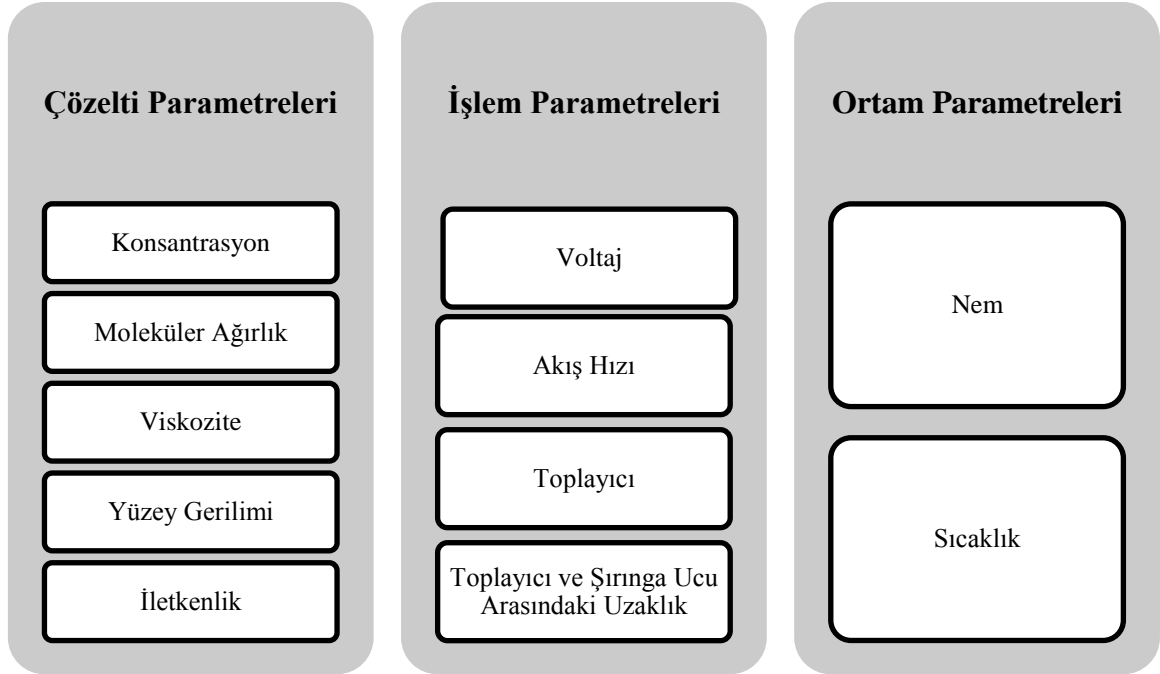 Çözelti Parametreleri
Konsantrasyon
Moleküler Ağırlık
Viskozite
Yüzey Gerilimi
İletkenlik
İşlem Parametreleri
Voltaj
Akış Hızı
Toplayıcı
Toplayıcı ve Şırınga Ucu
Arasındaki Uzaklık
Ortam Parametreleri
Nem
Sıcaklık